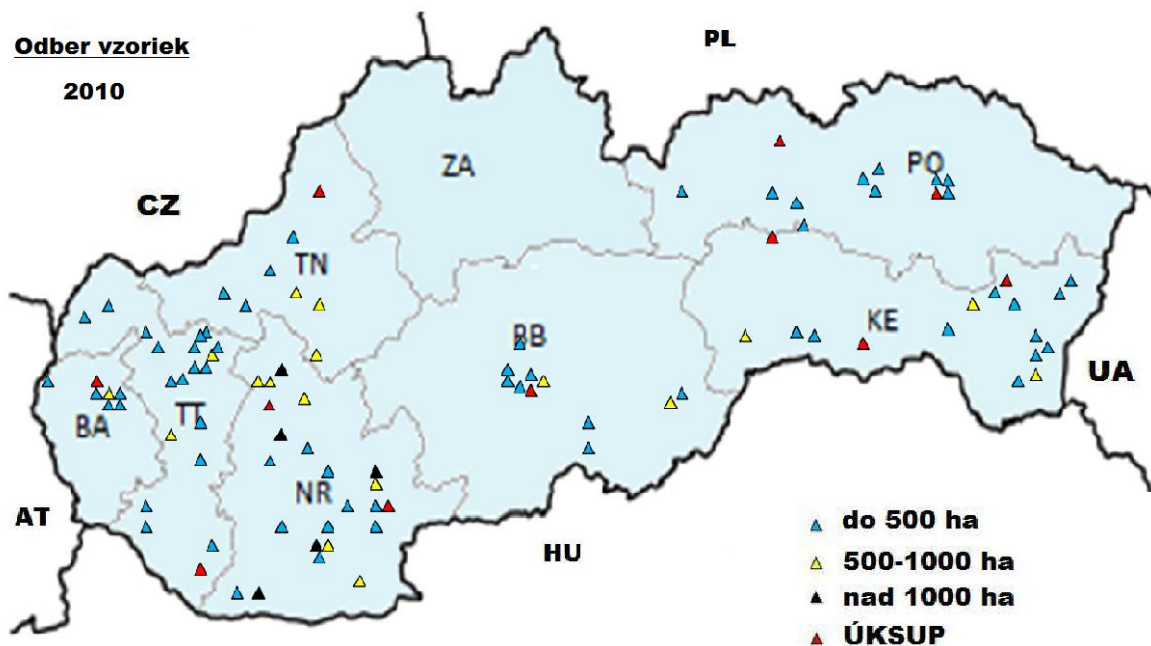 Odber vzoriek
2010
PL
CZ
ZA
PO
TN
BB
KE
UA
BA
TT
NR
AT
HU
do 500 ha
500-1000 ha
nad 1000 ha
ÚKSUP